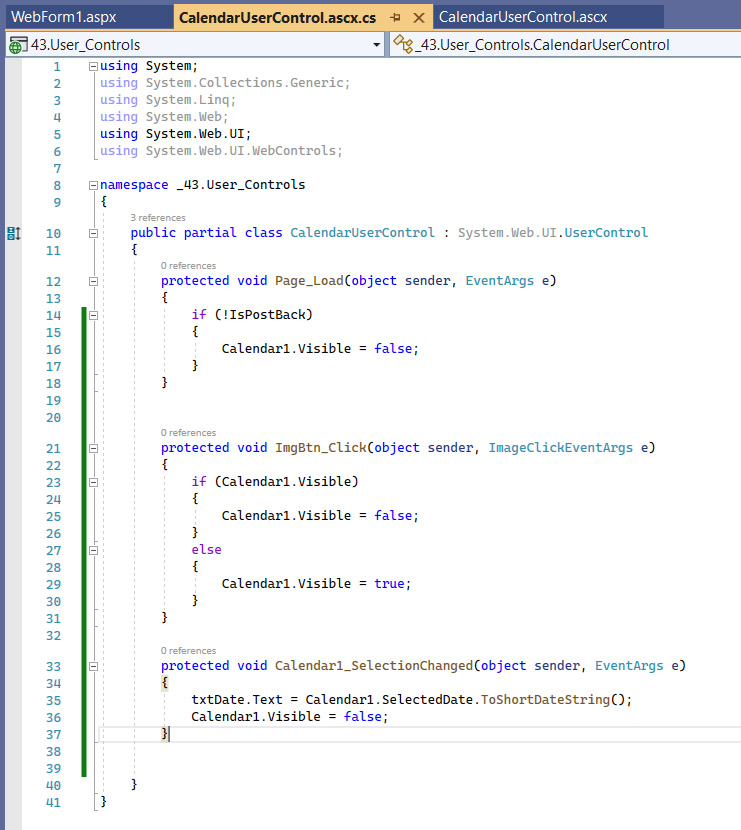 WebForm1.aspx CalendarUserControl.ascx.cs CalendarUserControl.ascx
43.User_Controls _43.User_Controls.CalendarUserControl
1 using System;
2 using System.Collections.Generic;
3 using System.Linq;
4 using System.Web;
5 using System.Web.UI;
6 using System.Web.UI.WebControls;
7
8 namespace _43.User_Controls
9 {
3 references
10 public partial class CalendarUserControl : System.Web.UI.UserControl
11 {
0 references
12 protected void Page_Load(object sender, EventArgs e)
13 {
14 if (!IsPostBack)
15 {
16 Calendar1.Visible = false;
17 }
18 }
19
20
0 references
21 protected void ImgBtn_Click(object sender, ImageClickEventArgs e)
22 {
23 if (Calendar1.Visible)
24 {
25 Calendar1.Visible = false;
26 }
27 else
28 {
29 Calendar1.Visible = true;
30 }
31 }
32
0 references
33 protected void Calendar1_SelectionChanged(object sender, EventArgs e)
34 {
35 txtDate.Text = Calendar1.SelectedDate.ToShortDateString();
36 Calendar1.Visible = false;
37 }
38
39
40 }
41 }